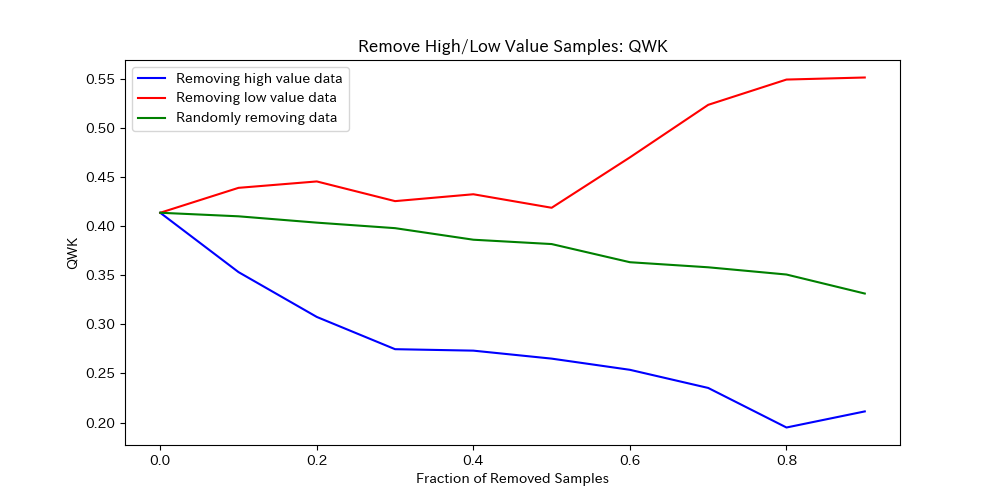 Remove High/Low Value Samples: QWK
Removing high value data
Removing low value data
Randomly removing data
QWK
0.55
0.50
0.45
0.40
0.35
0.30
0.25
0.20
0.0 0.2 0.4 0.6 0.8
Fraction of Removed Samples